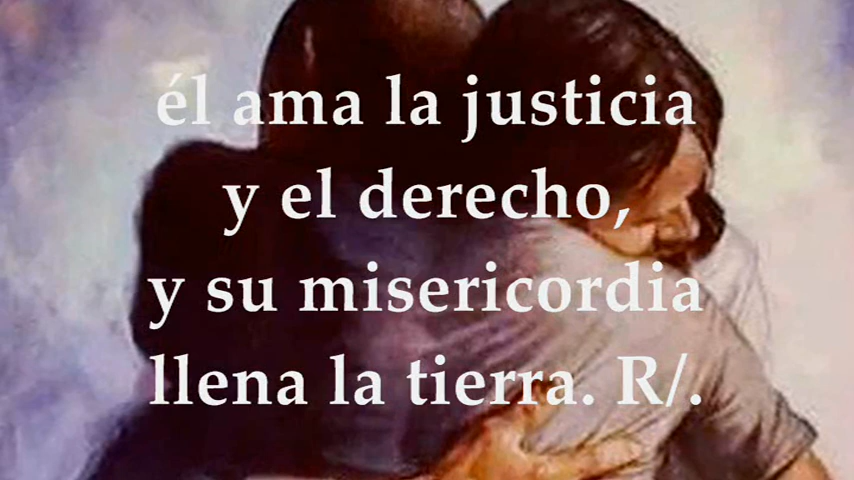 él ama la justicia
y el derecho,
y su misericordia
llena la tierra. R/.